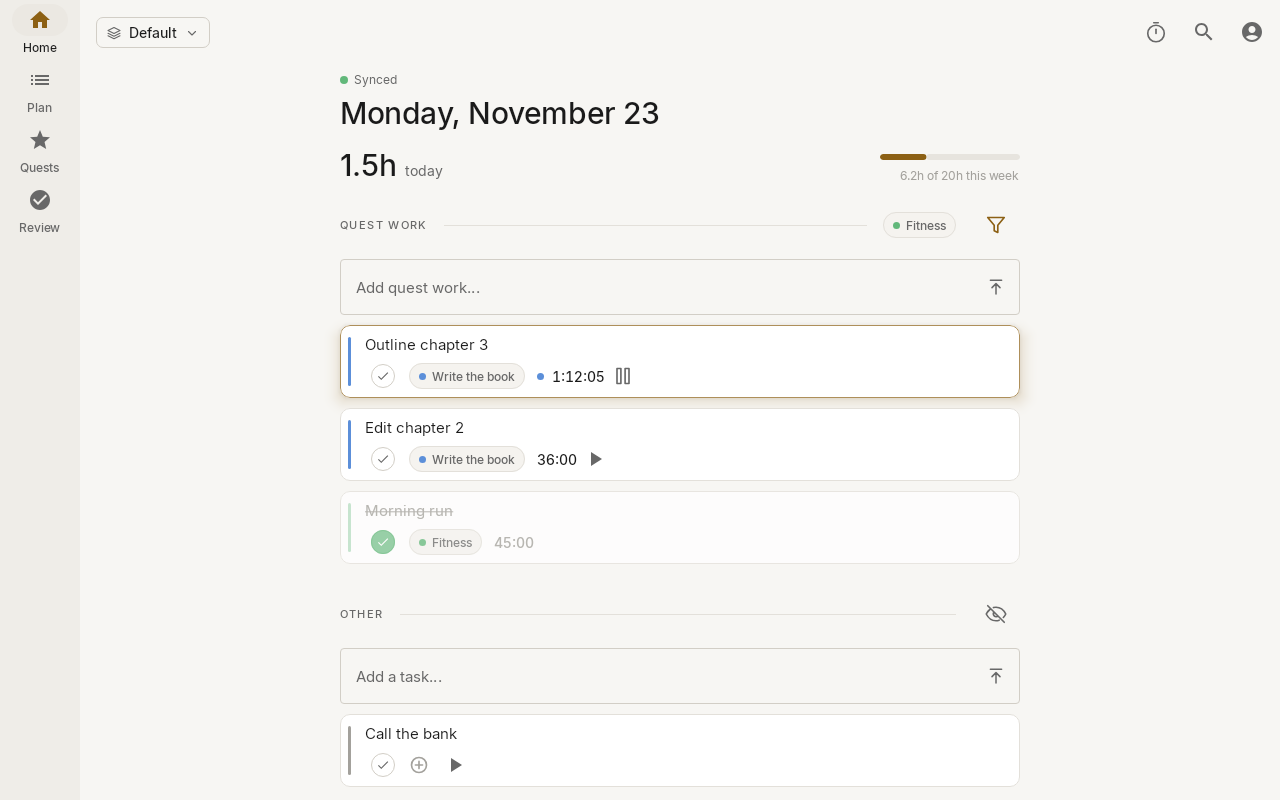 Home
Plan
Quests
Review
Default
Synced
Monday, November 23
1.5h today
6.2h of 20h this week
QUEST WORK
Fitness
Add quest work...
Outline chapter 3
Write the book
1:12:05
Edit chapter 2
Write the book
36:00
Morning run
Fitness
45:00
OTHER
Add a task...
Call the bank